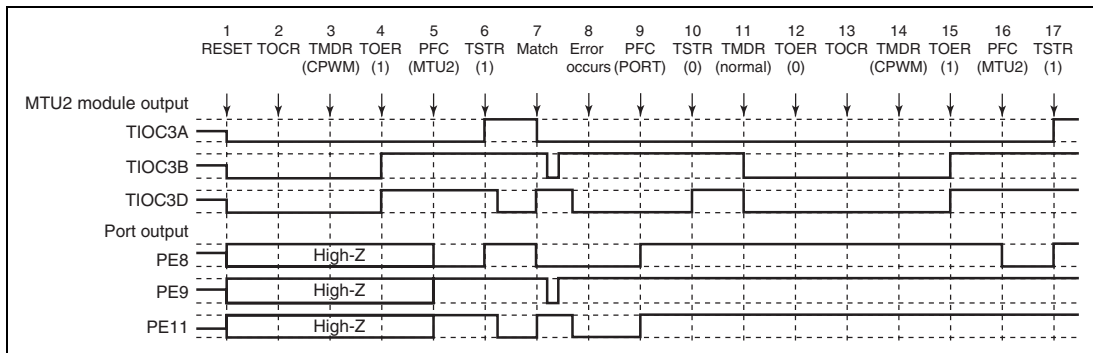 1 2 3 4 5 6 7 8 9 10 11 12 13 14 15 16 17
RESET TOCR TMDR TOER PFC TSTR Match Error PFC TSTR TMDR TOER TOCR TMDR TOER PFC TSTR
(CPWM) (1) (MTU2) (1) occurs (PORT) (0) (normal) (0) (CPWM) (1) (MTU2) (1)
MTU2 module output
TIOC3A
TIOC3B
TIOC3D
Port output
PE8 High-Z
PE9 High-Z
PE11 High-Z